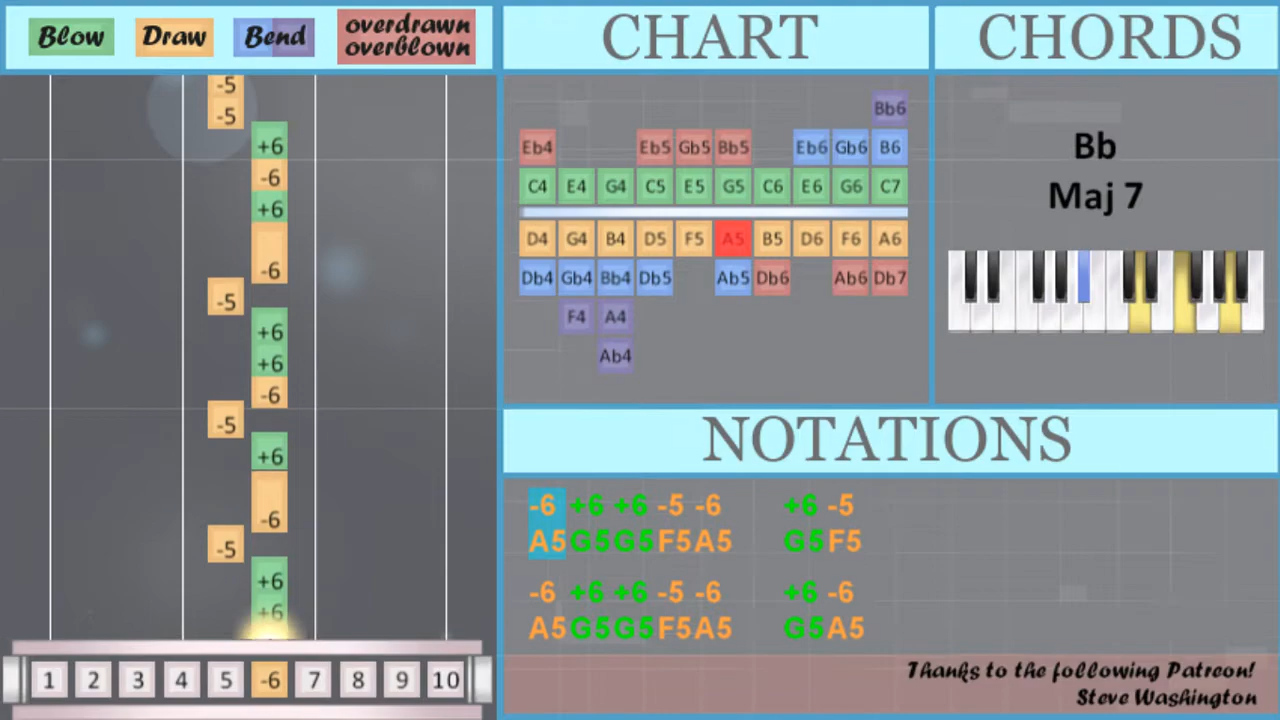 Blow Draw Bend overdrawn
overblown
CHART
CHORDS
-5
-5
+6
-6
+6
-6
-5
+6
+6
-6
-5
+6
-6
-5
+6
+6
1 2 3 4 5 -6 7 8 9 10
Bb6
Eb4 Eb5 Gb5 Bb5 Eb6 Gb6 B6
C4 E4 G4 C5 E5 G5 C6 E6 G6 C7
D4 G4 B4 D5 F5 A5 B5 D6 F6 A6
Db4 Gb4 Bb4 Db5 Ab5 Db6 Ab6 Db7
F4 A4
Ab4
Bb
Maj 7
NOTATIONS
-6 +6 +6 -5 -6 +6 -5
A5 G5 G5 F5 A5 G5 F5
-6 +6 +6 -5 -6 +6 -6
A5 G5 G5 F5 A5 G5 A5
Thanks to the following Patreon!
Steve Washington